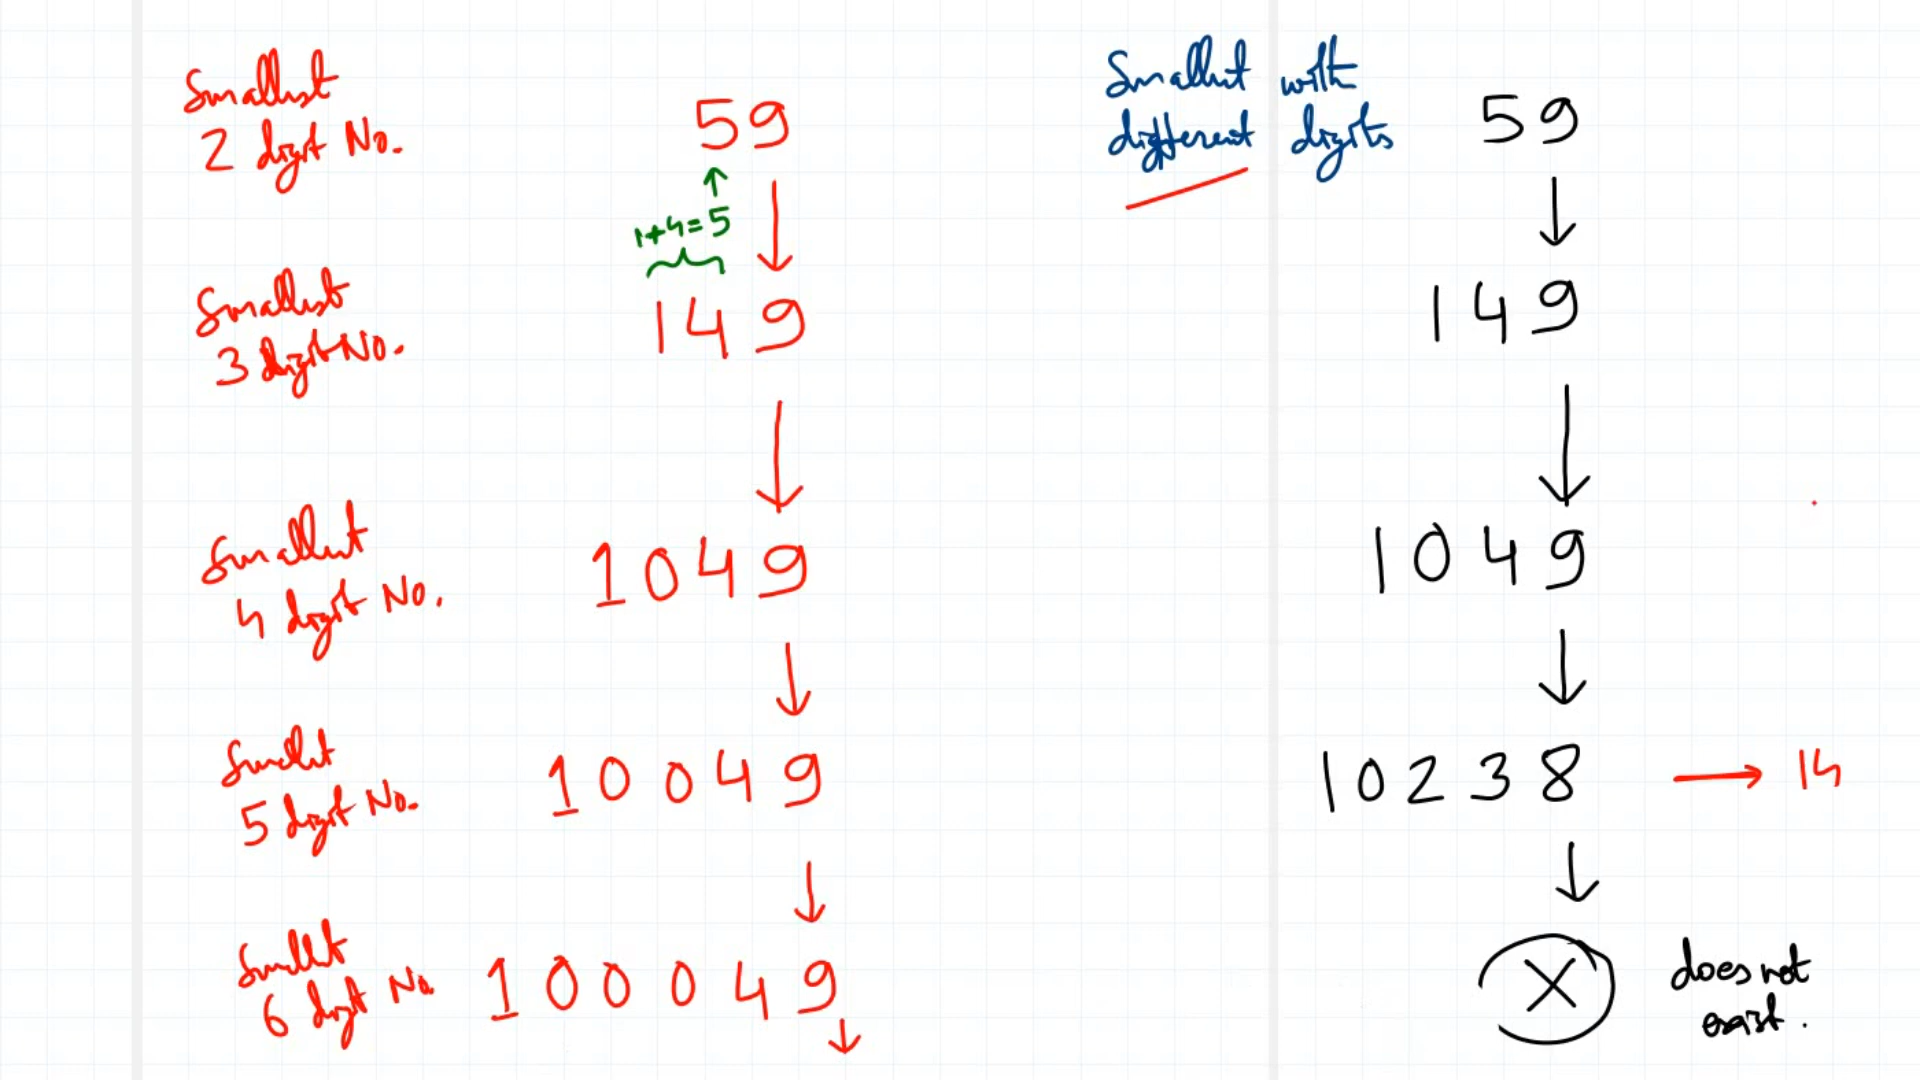 Smallest
2 digit No.
59
1+4=5
Smallest
3 digit No.
149
Smallest
4 digit No.
1049
Smallest
5 digit No.
10049
Smallest
6 digit No.
100049
Smallest with
different digits
59
149
1049
10238 → 14
X
does not
exist.